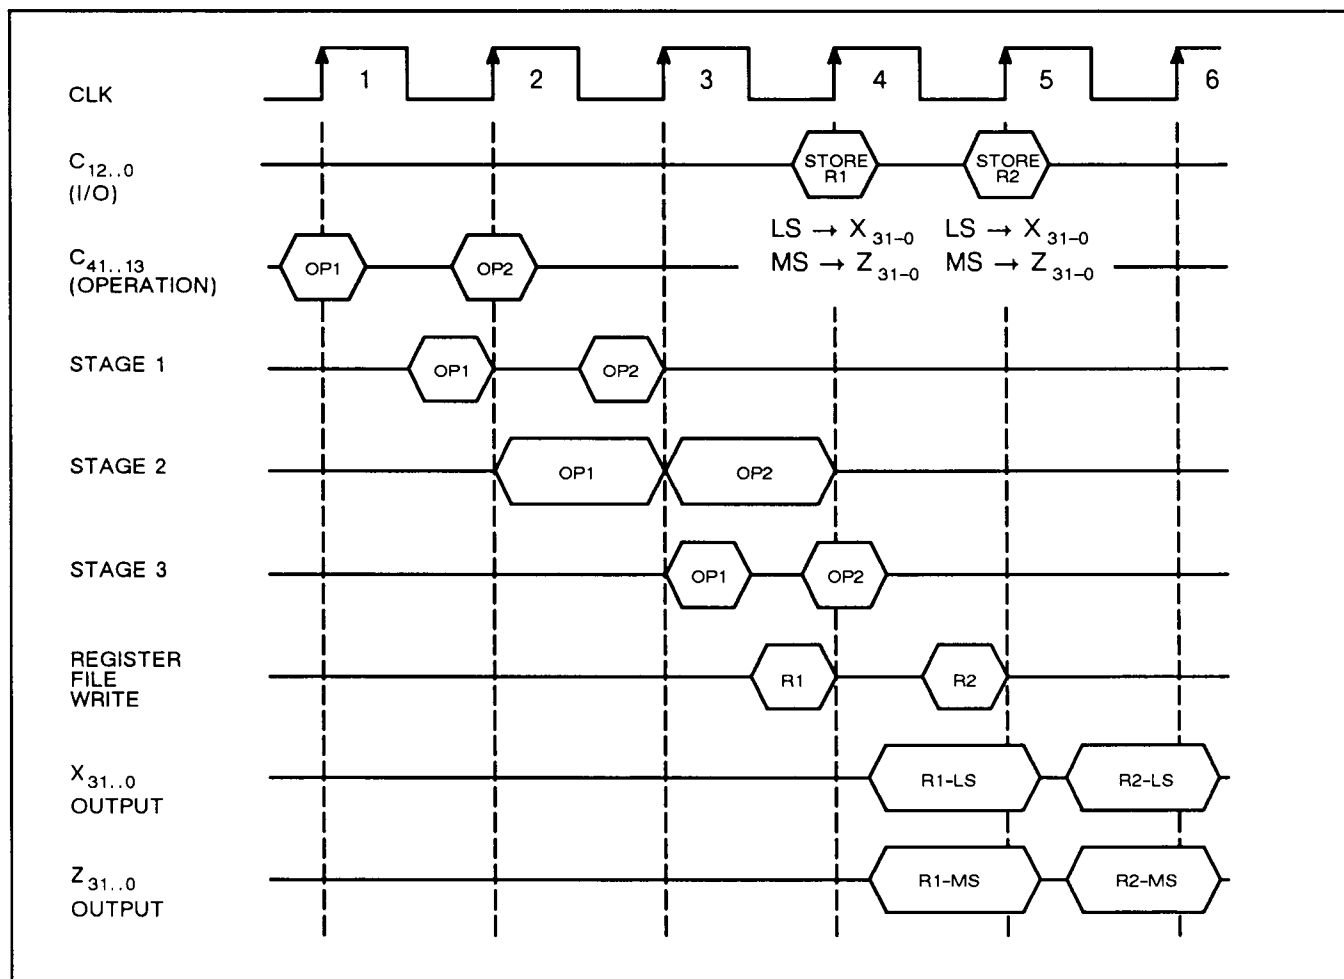 1 2 3 4 5 6
CLK
C12..0
(I/O)
STORE R1
STORE R2
LS → X31-0 LS → X31-0
MS → Z31-0 MS → Z31-0
C41..13
(OPERATION)
OP1 OP2
STAGE 1
OP1 OP2
STAGE 2
OP1 OP2
STAGE 3
OP1 OP2
REGISTER
FILE
WRITE
R1 R2
X31..0
OUTPUT
R1-LS R2-LS
Z31..0
OUTPUT
R1-MS R2-MS